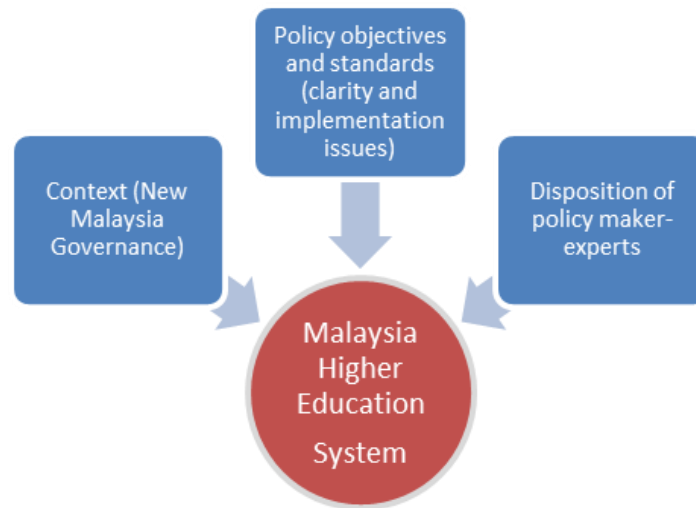 Policy objectives
and standards
(clarity and
implementation
issues)
Context (New
Malaysia
Governance)
Disposition of
policy maker-
experts
Malaysia
Higher
Education
System